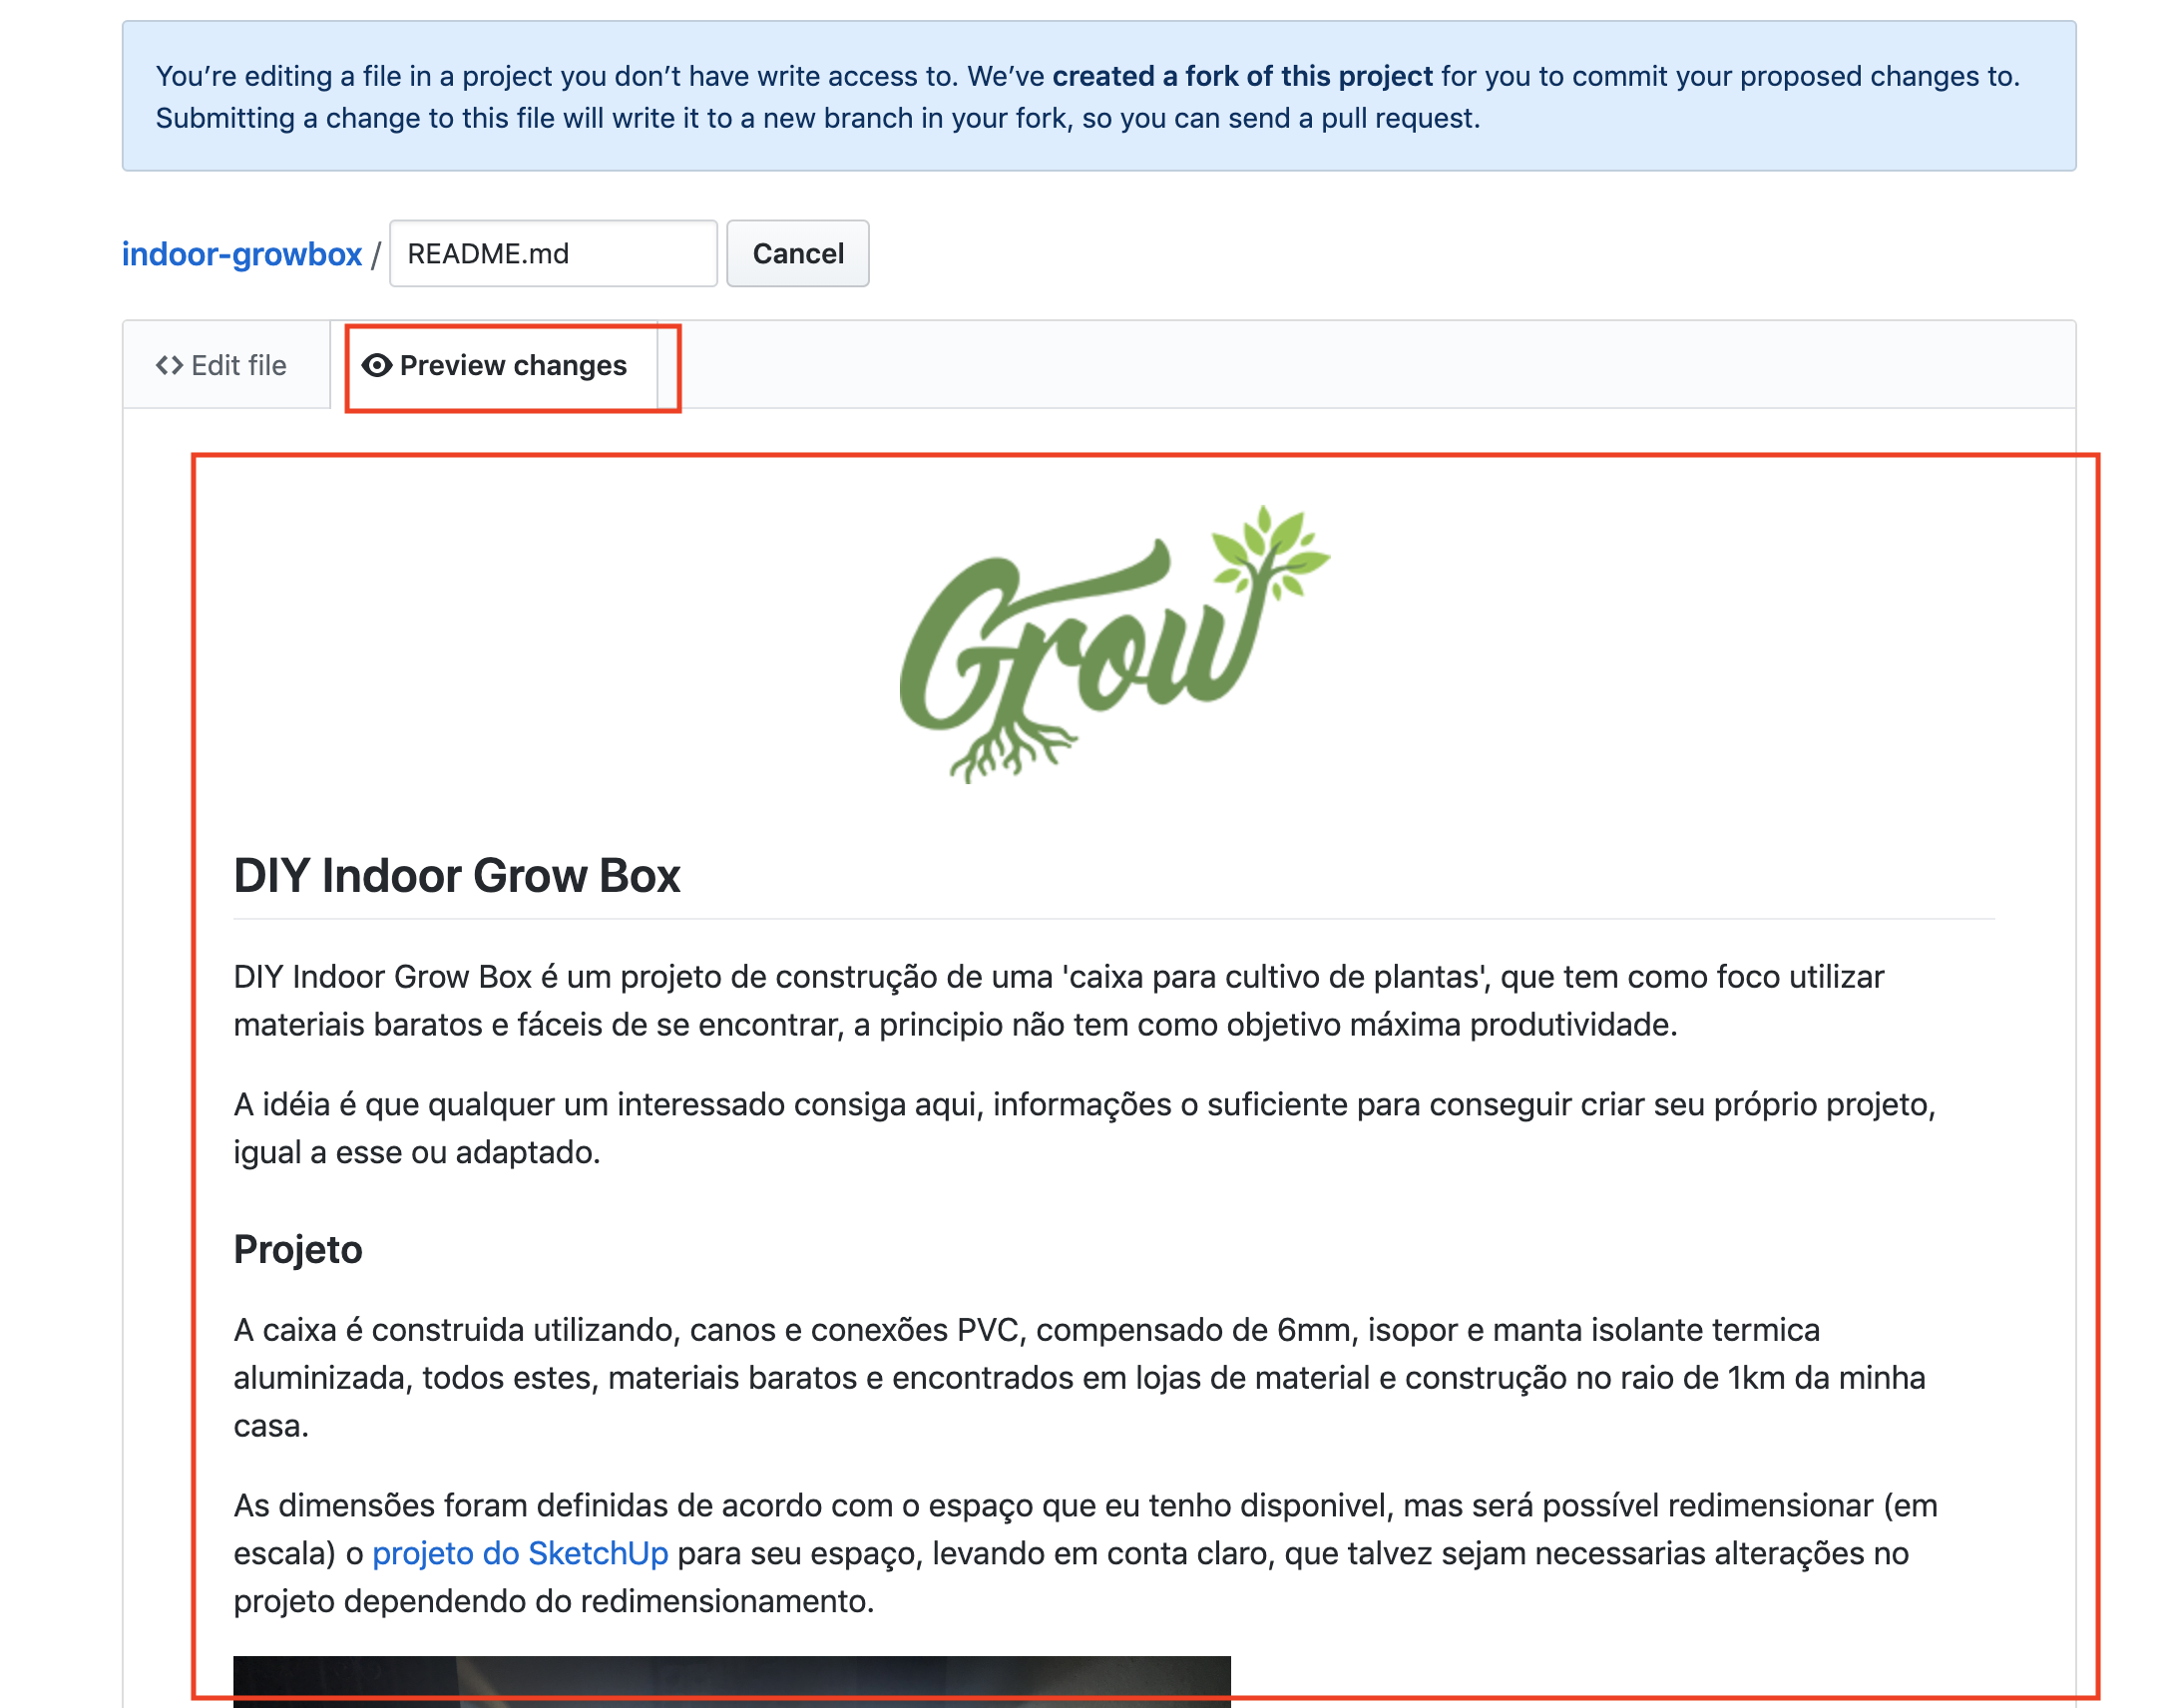 You’re editing a file in a project you don’t have write access to. We’ve created a fork of this project for you to commit your proposed changes to.
Submitting a change to this file will write it to a new branch in your fork, so you can send a pull request.
indoor-growbox / README.md Cancel
<> Edit file Preview changes
Grow
DIY Indoor Grow Box
DIY Indoor Grow Box é um projeto de construção de uma 'caixa para cultivo de plantas', que tem como foco utilizar
materiais baratos e fáceis de se encontrar, a principio não tem como objetivo máxima produtividade.
A idéia é que qualquer um interessado consiga aqui, informações o suficiente para conseguir criar seu próprio projeto,
igual a esse ou adaptado.
Projeto
A caixa é construida utilizando, canos e conexões PVC, compensado de 6mm, isopor e manta isolante termica
aluminizada, todos estes, materiais baratos e encontrados em lojas de material e construção no raio de 1km da minha
casa.
As dimensões foram definidas de acordo com o espaço que eu tenho disponivel, mas será possível redimensionar (em
escala) o projeto do SketchUp para seu espaço, levando em conta claro, que talvez sejam necessarias alterações no
projeto dependendo do redimensionamento.